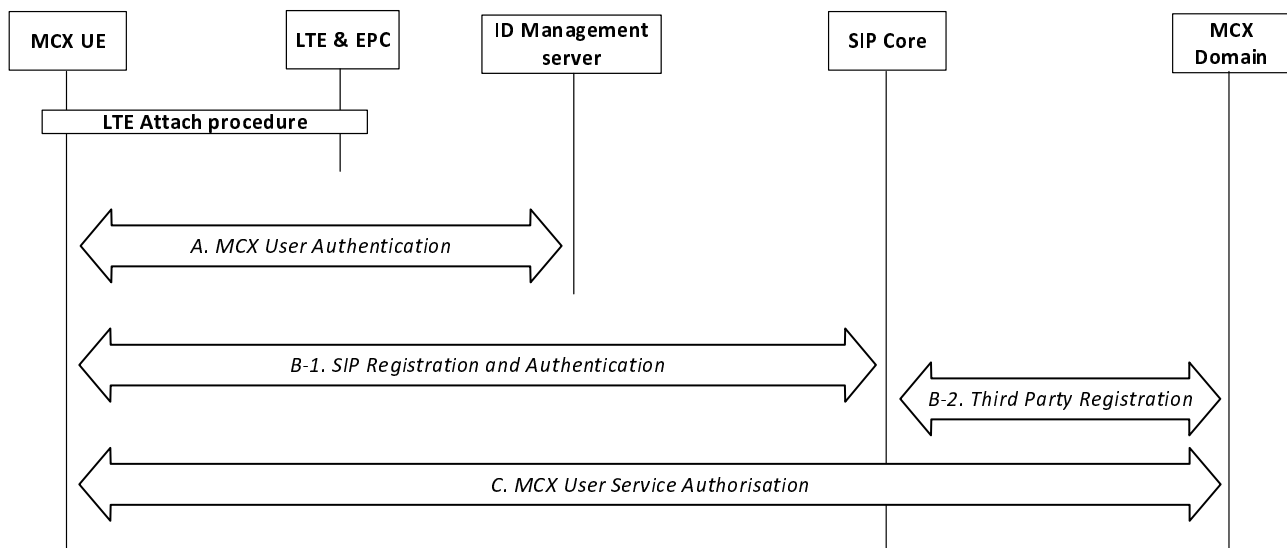 MCX UE
LTE & EPC
ID Management
server
SIP Core
MCX
Domain
LTE Attach procedure
A. MCX User Authentication
B-1. SIP Registration and Authentication
B-2. Third Party Registration
C. MCX User Service Authorisation